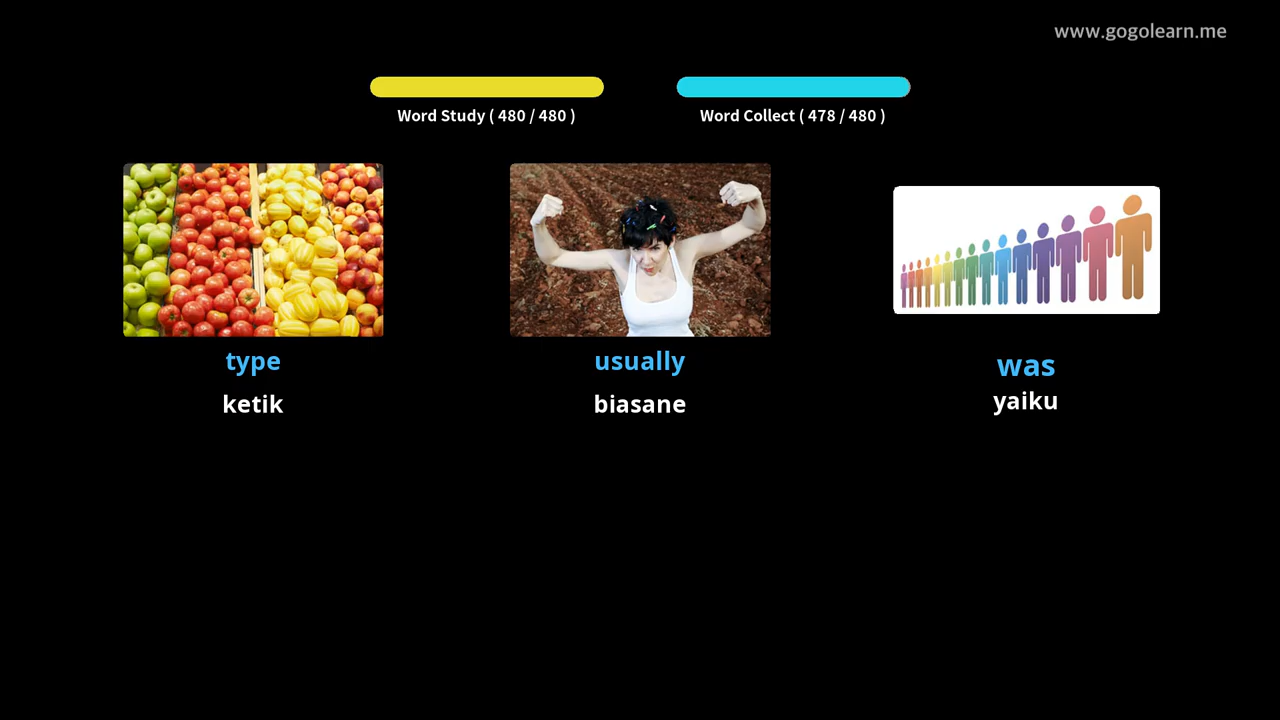 www.gogolearn.me
Word Study ( 480 / 480 )
Word Collect ( 478 / 480 )
type
usually
was
ketik
biasane
yaiku